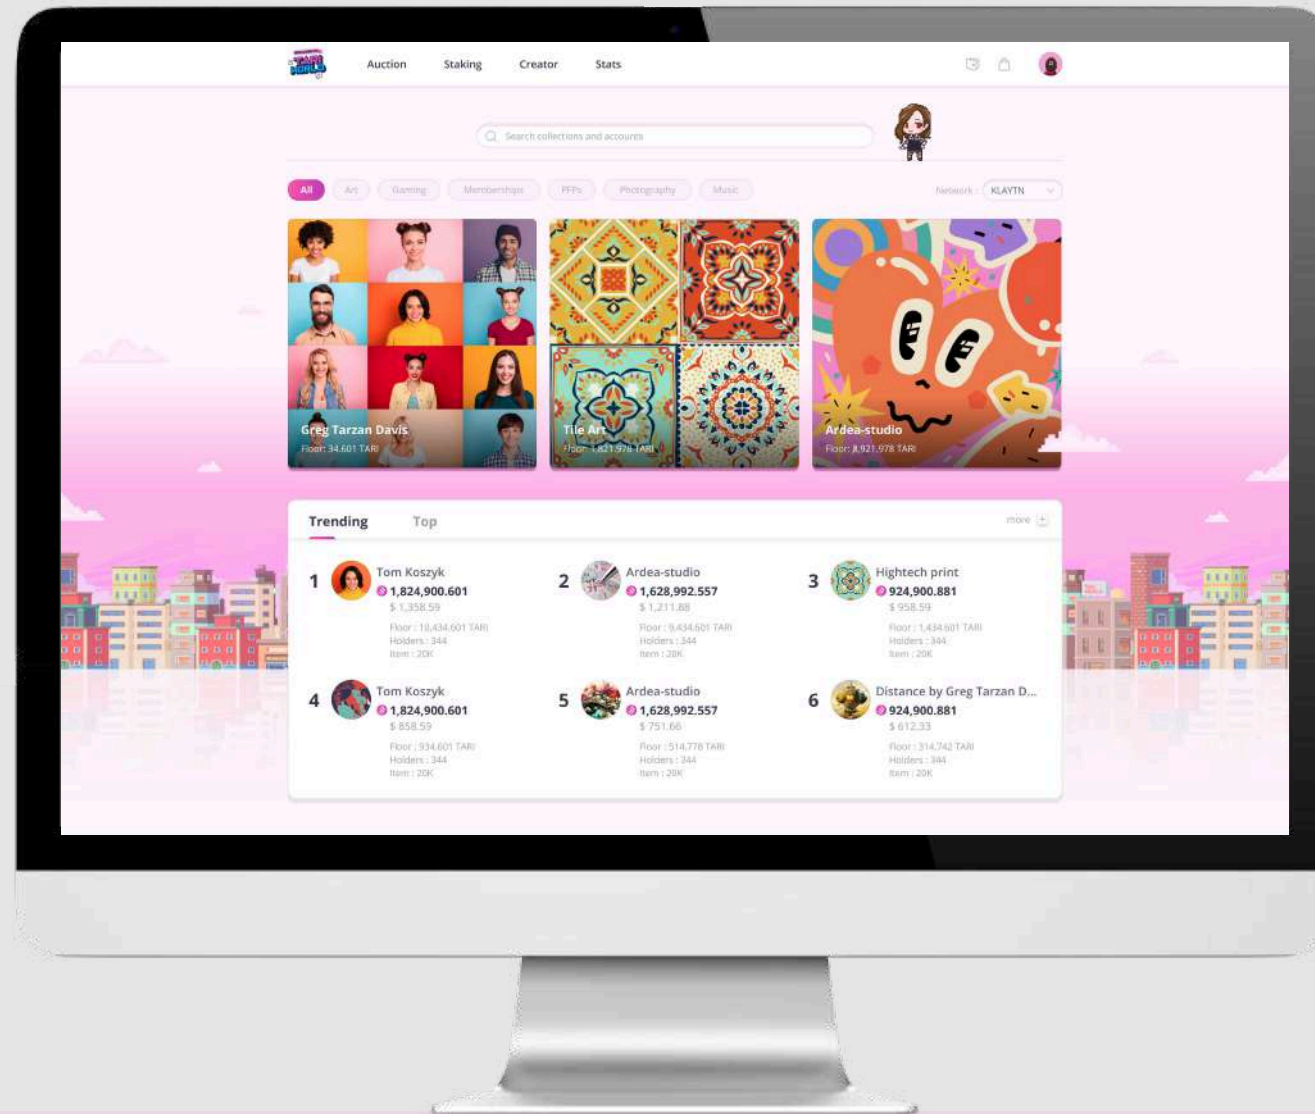 TARI
WORLD
Auction Staking Creator Stats
Search collections and accounts
All Art Gaming Memberships PFPs Photography Music Network : KLAYTN
Greg Tarzan Davis
Floor: 34.601 TARI
Tile Art
Floor: 1,821,978 TARI
Ardea-studio
Floor: 8,921,978 TARI
Trending Top more
1 Tom Koszyk
1,824,900.601
$ 1,358.59
Floor : 10,434.601 TARI
Holders : 344
Item : 20K
2 Ardea-studio
1,628,992.557
$ 1,211.88
Floor : 9,434.601 TARI
Holders : 344
Item : 20K
3 Hightech print
924,900.881
$ 958.59
Floor : 1,434.601 TARI
Holders : 344
Item : 20K
4 Tom Koszyk
1,824,900.601
$ 858.59
Floor : 934.601 TARI
Holders : 344
Item : 20K
5 Ardea-studio
1,628,992.557
$ 751.66
Floor : 514.778 TARI
Holders : 344
Item : 20K
6 Distance by Greg Tarzan D...
924,900.881
$ 612.33
Floor : 314.742 TARI
Holders : 344
Item : 20K